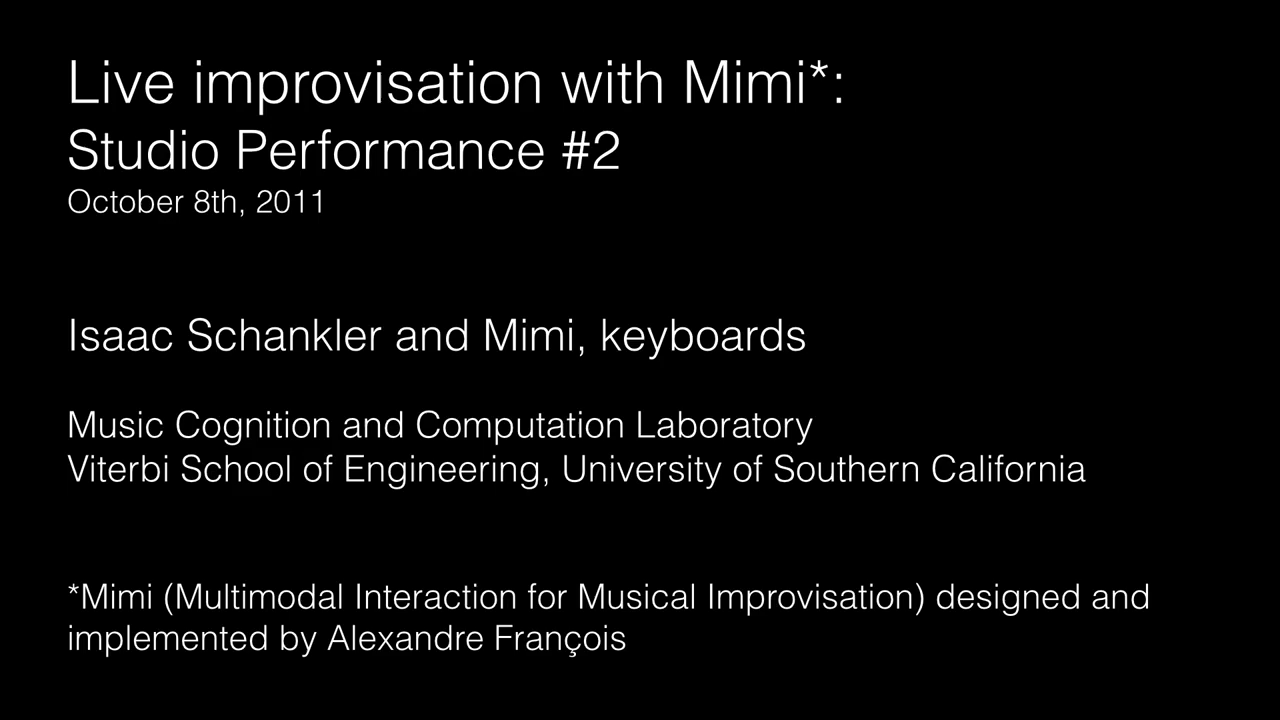 Live improvisation with Mimi*:
Studio Performance #2
October 8th, 2011
Isaac Schankler and Mimi, keyboards
Music Cognition and Computation Laboratory
Viterbi School of Engineering, University of Southern California
*Mimi (Multimodal Interaction for Musical Improvisation) designed and
implemented by Alexandre François